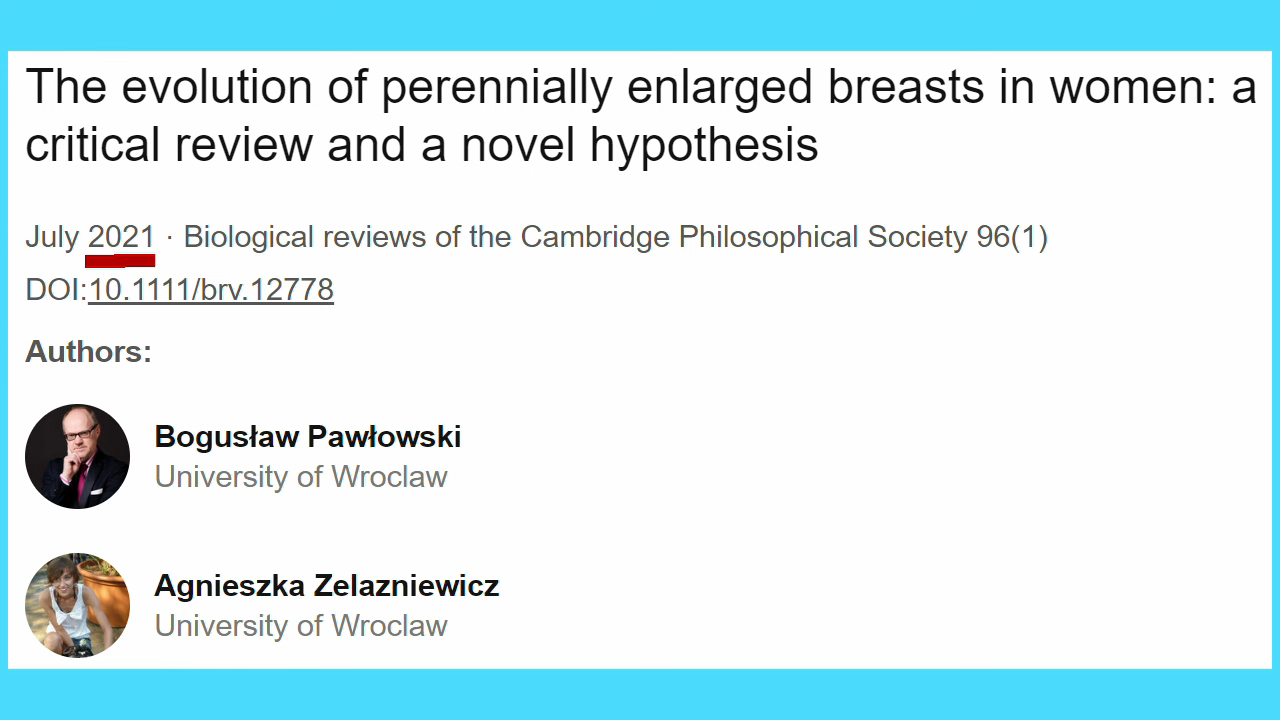 The evolution of perennially enlarged breasts in women: a
critical review and a novel hypothesis
July 2021 · Biological reviews of the Cambridge Philosophical Society 96(1)
DOI:10.1111/brv.12778
Authors:
Bogusław Pawłowski
University of Wroclaw
Agnieszka Zelazniewicz
University of Wroclaw